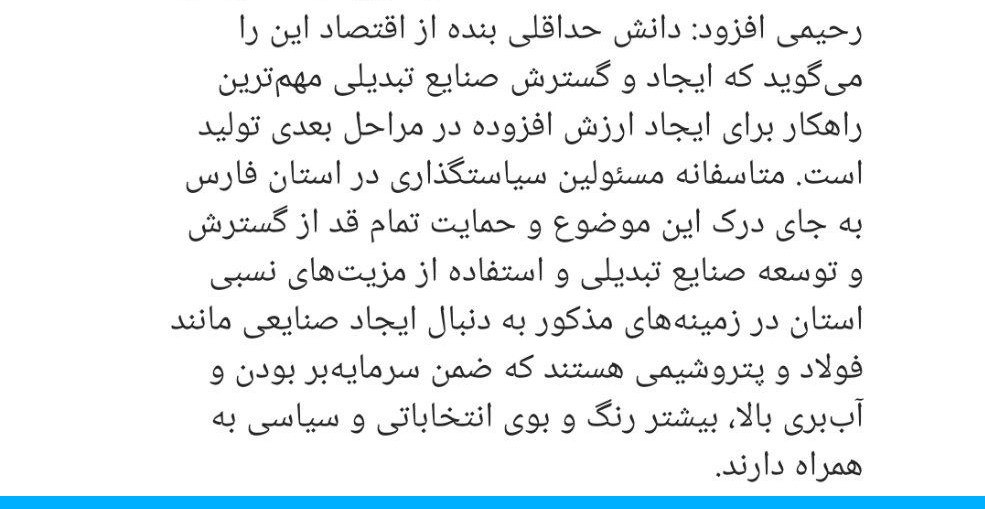 رحیمی افزود: دانش حداقلی بنده از اقتصاد این را
می‌گوید که ایجاد و گسترش صنایع تبدیلی مهم‌ترین
راهکار برای ایجاد ارزش افزوده در مراحل بعدی تولید
است. متاسفانه مسئولین سیاستگذاری در استان فارس
به جای درک این موضوع و حمایت تمام قد از گسترش
و توسعه صنایع تبدیلی و استفاده از مزیت‌های نسبی
استان در زمینه‌های مذکور به دنبال ایجاد صنایعی مانند
فولاد و پتروشیمی هستند که ضمن سرمایه‌بر بودن و
آب‌بری بالا، بیشتر رنگ و بوی انتخاباتی و سیاسی به
همراه دارند.